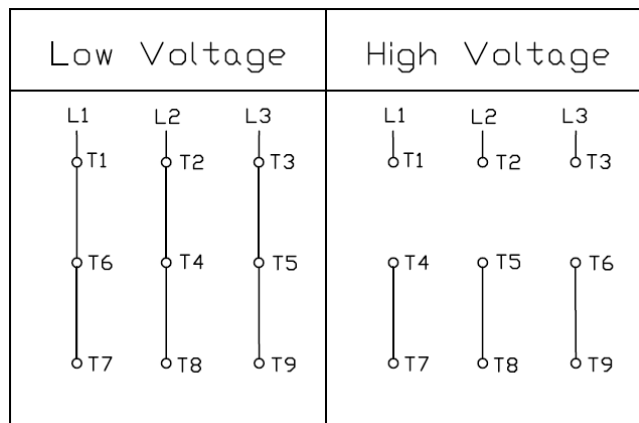 Low Voltage High Voltage
L1 L2 L3 L1 L2 L3
T1 T2 T3 T1 T2 T3
T6 T4 T5 T4 T5 T6
T7 T8 T9 T7 T8 T9